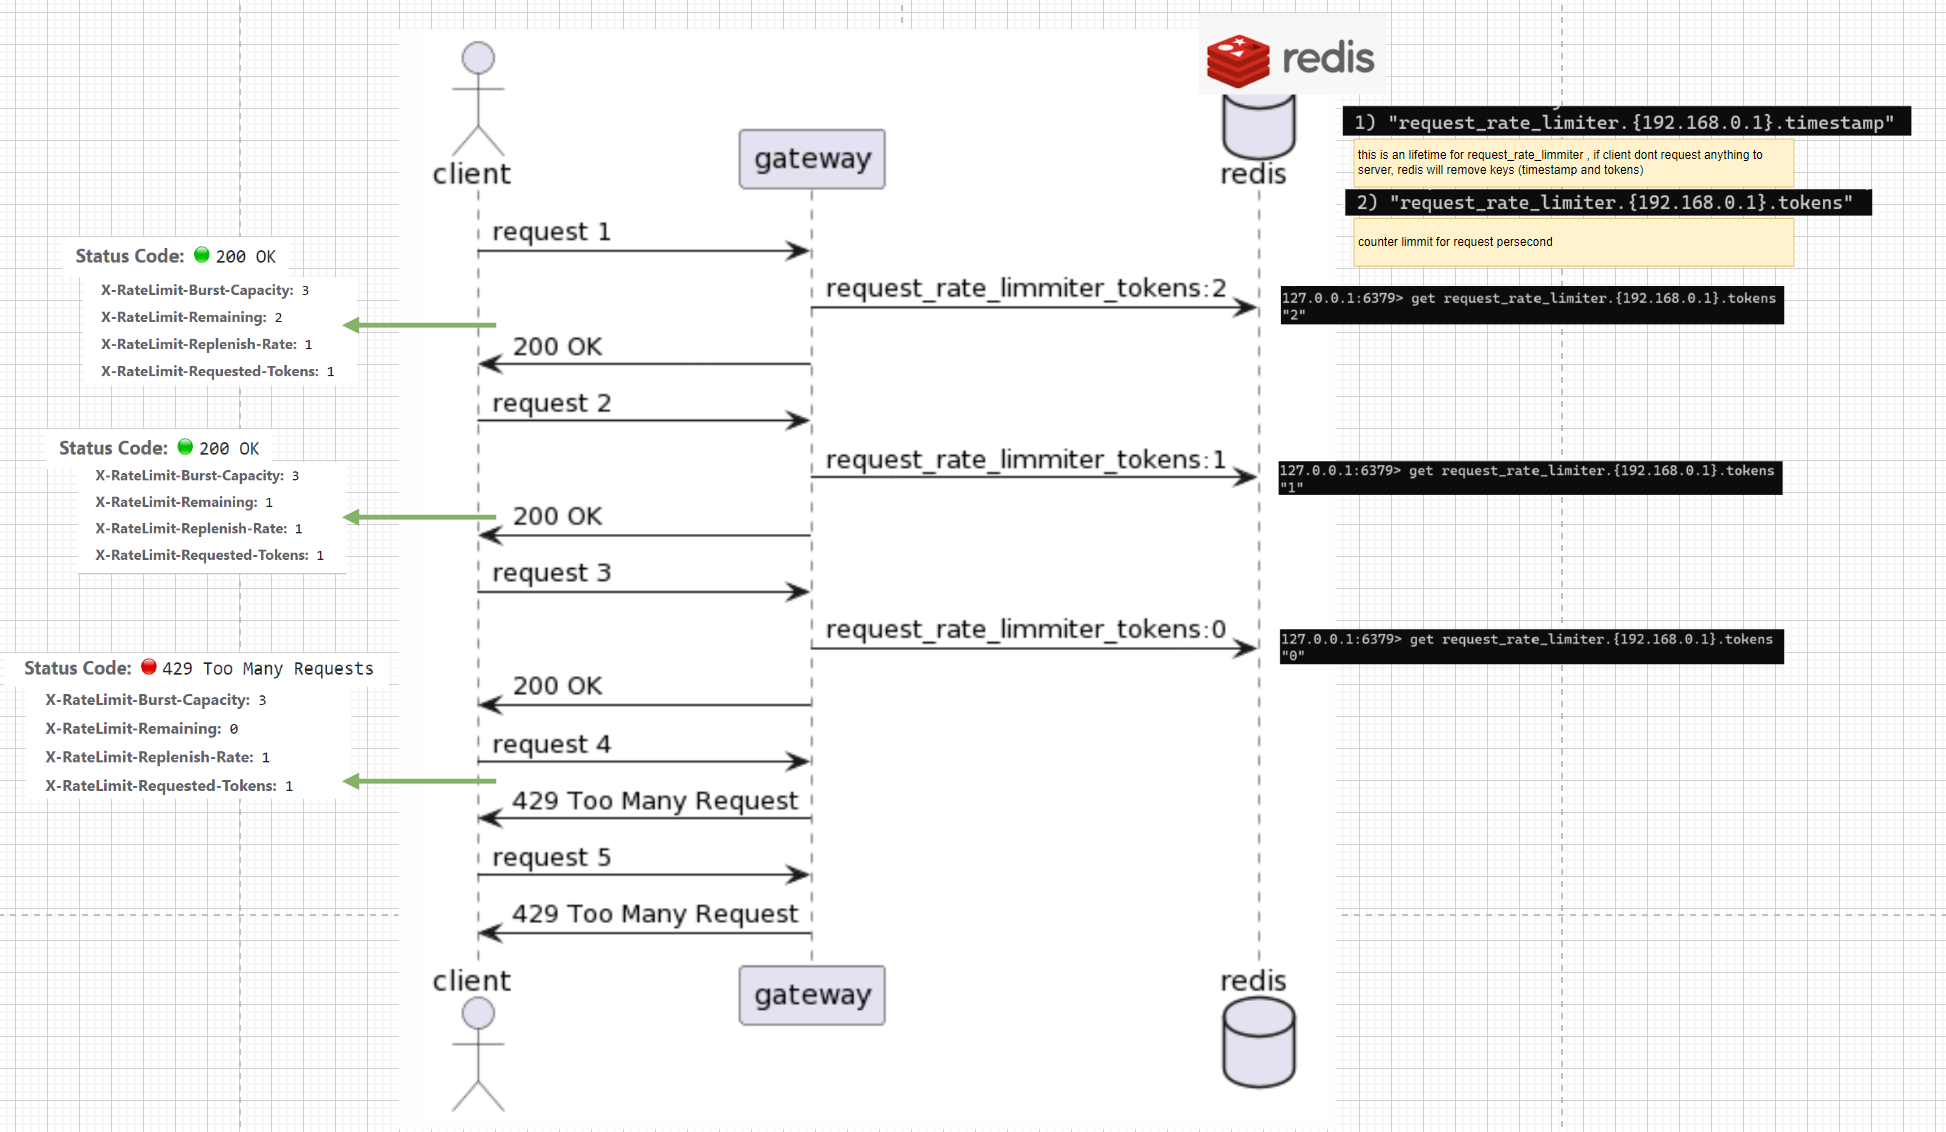 redis
client
gateway
redis
1) "request_rate_limiter.{192.168.0.1}.timestamp"
this is an lifetime for request_rate_limmiter , if client dont request anything to
server, redis will remove keys (timestamp and tokens)
2) "request_rate_limiter.{192.168.0.1}.tokens"
counter limmit for request persecond
request 1
Status Code: 200 OK
X-RateLimit-Burst-Capacity: 3
X-RateLimit-Remaining: 2
X-RateLimit-Replenish-Rate: 1
X-RateLimit-Requested-Tokens: 1
request_rate_limmiter_tokens:2
127.0.0.1:6379> get request_rate_limiter.{192.168.0.1}.tokens
"2"
200 OK
request 2
Status Code: 200 OK
X-RateLimit-Burst-Capacity: 3
X-RateLimit-Remaining: 1
X-RateLimit-Replenish-Rate: 1
X-RateLimit-Requested-Tokens: 1
request_rate_limmiter_tokens:1
127.0.0.1:6379> get request_rate_limiter.{192.168.0.1}.tokens
"1"
200 OK
request 3
request_rate_limmiter_tokens:0
127.0.0.1:6379> get request_rate_limiter.{192.168.0.1}.tokens
"0"
200 OK
Status Code: 429 Too Many Requests
X-RateLimit-Burst-Capacity: 3
X-RateLimit-Remaining: 0
X-RateLimit-Replenish-Rate: 1
X-RateLimit-Requested-Tokens: 1
request 4
429 Too Many Request
request 5
429 Too Many Request
client
gateway
redis